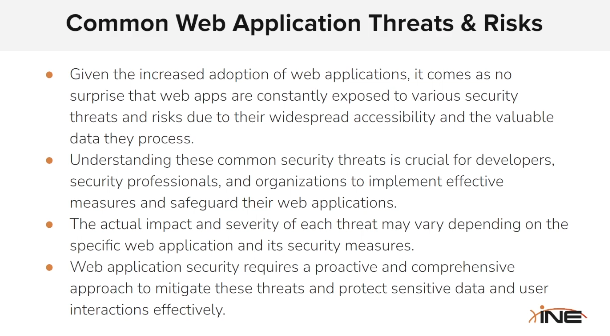 Common Web Application Threats & Risks
• Given the increased adoption of web applications, it comes as no
surprise that web apps are constantly exposed to various security
threats and risks due to their widespread accessibility and the valuable
data they process.
• Understanding these common security threats is crucial for developers,
security professionals, and organizations to implement effective
measures and safeguard their web applications.
• The actual impact and severity of each threat may vary depending on the
specific web application and its security measures.
• Web application security requires a proactive and comprehensive
approach to mitigate these threats and protect sensitive data and user
interactions effectively.
INE